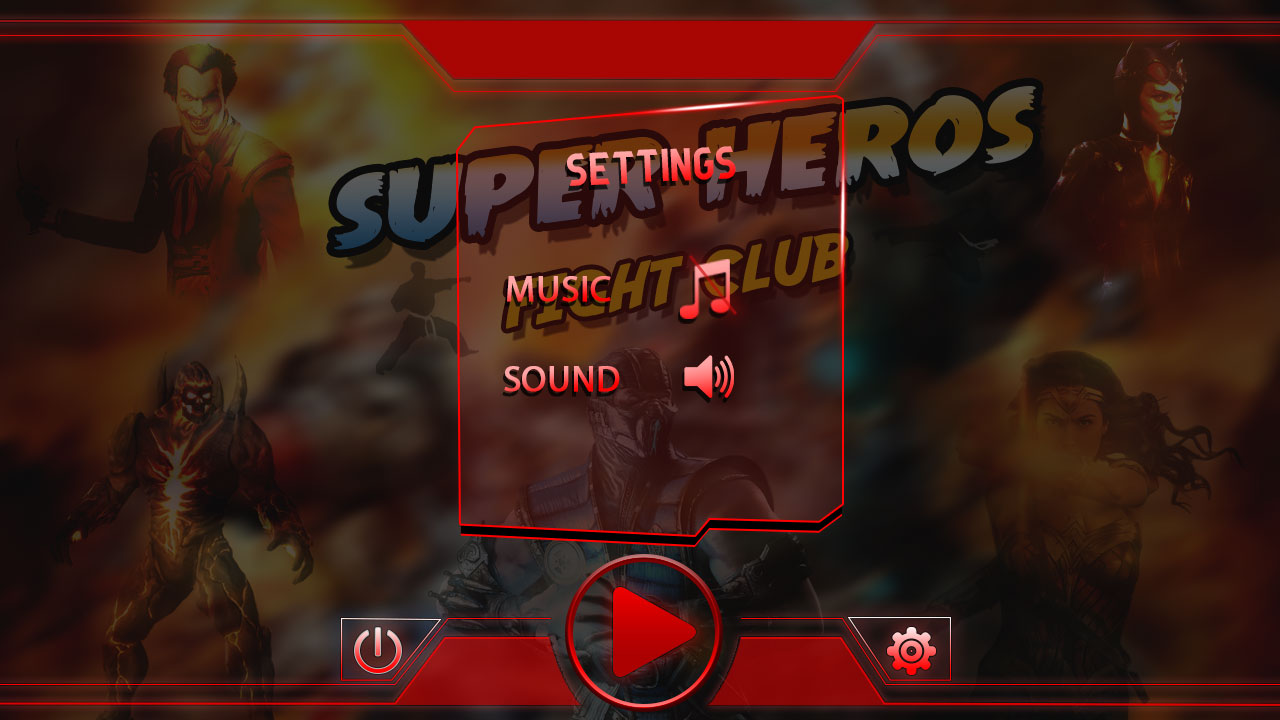 SUPER HEROS
SETTINGS
FIGHT CLUB
MUSIC
SOUND